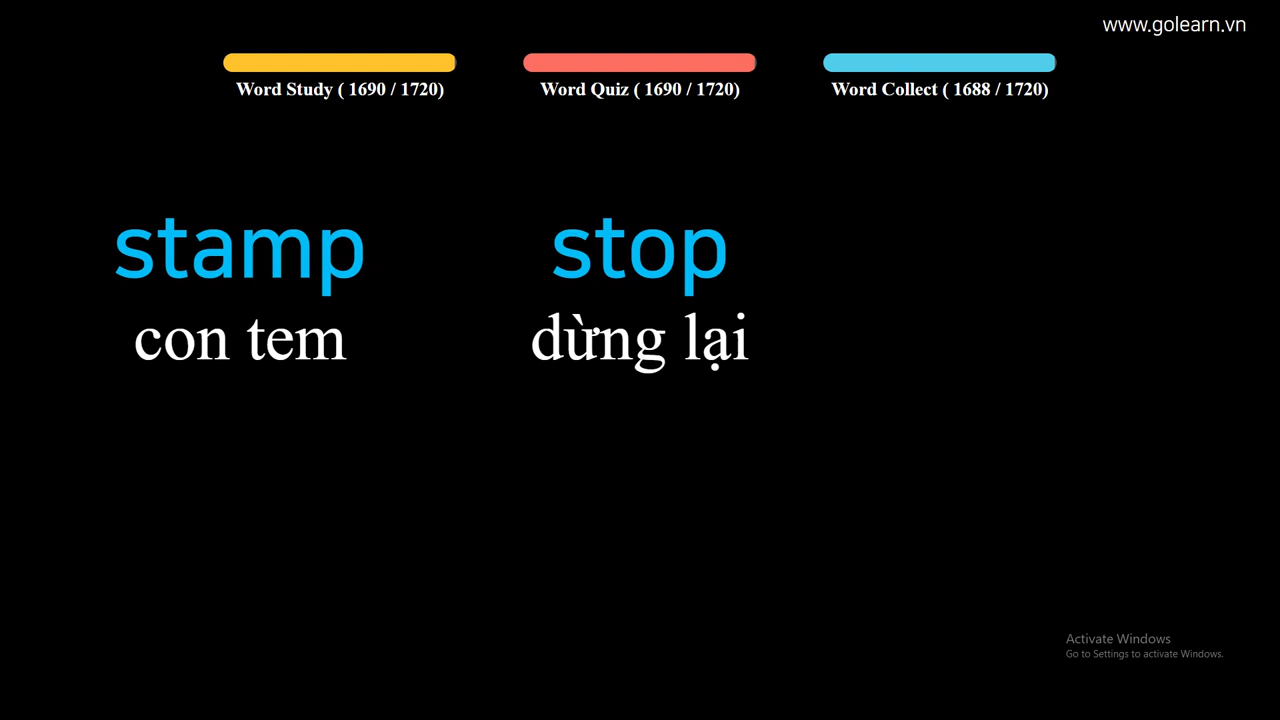 www.golearn.vn
Word Study ( 1690 / 1720)
Word Quiz ( 1690 / 1720)
Word Collect ( 1688 / 1720)
stamp
stop
con tem
dừng lại
Activate Windows
Go to Settings to activate Windows.